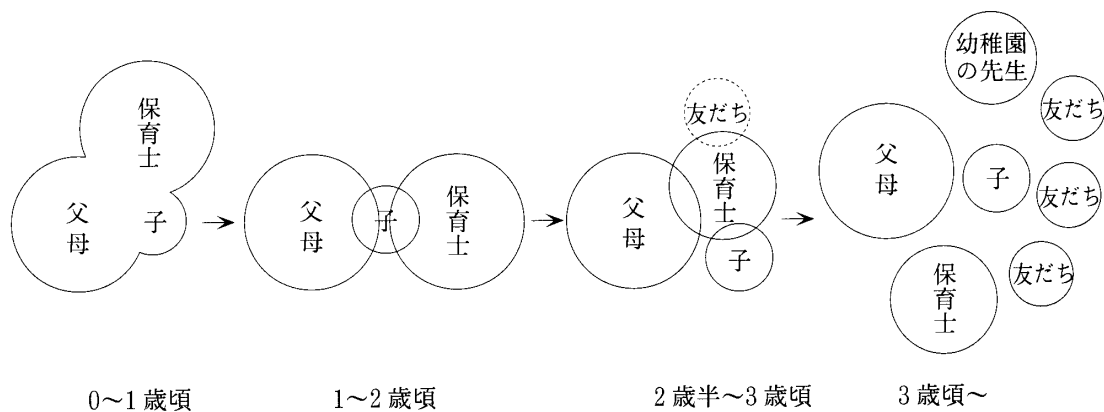 保育士
父母
子
0〜1歳頃
父母
子
保育士
1〜2歳頃
友だち
保育士
父母
子
2歳半〜3歳頃
幼稚園
の先生
友だち
父母
子
友だち
保育士
友だち
3歳頃〜